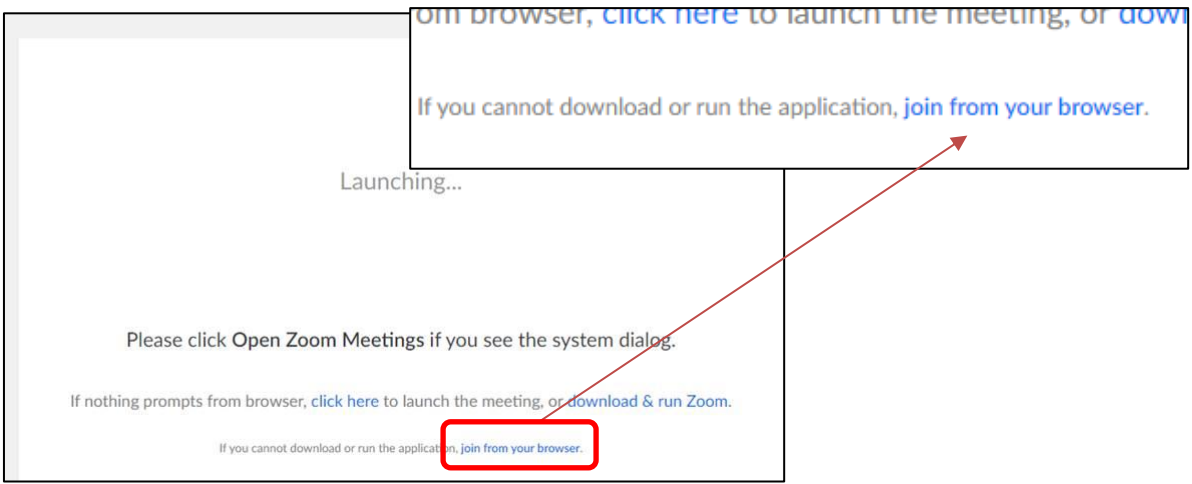 om browser, click here to launch the meeting, or
If you cannot download or run the application, join from your browser.
Launching...
Please click Open Zoom Meetings if you see the system dialog.
If nothing prompts from browser, click here to launch the meeting, or download & run Zoom.
If you cannot download or run the application, join from your browser.